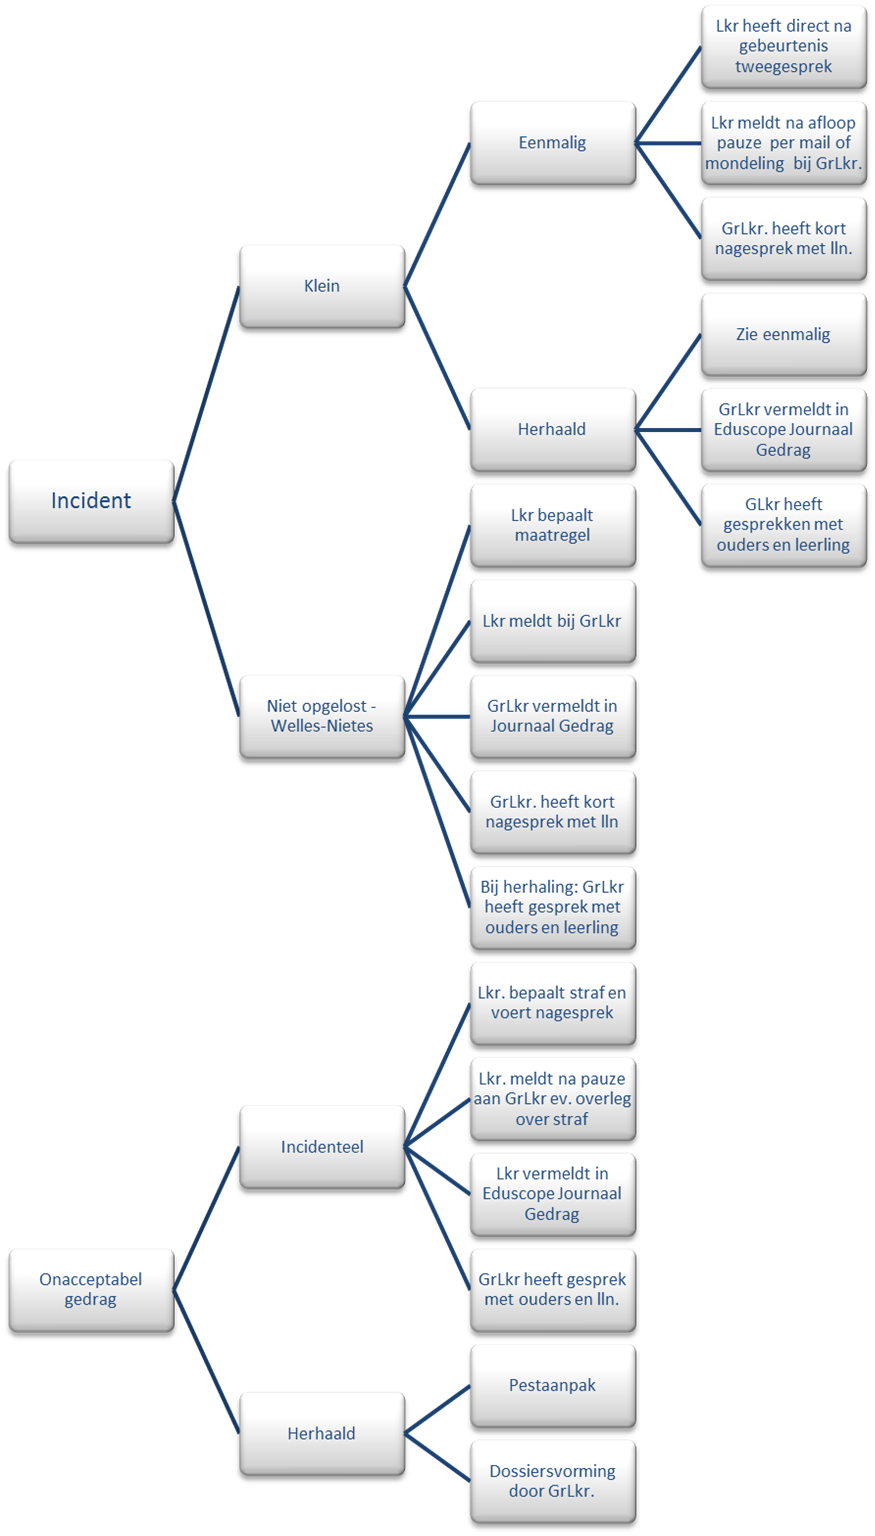 Incident
Klein
Eenmalig
Lkr heeft direct na
gebeurtenis
tweegesprek
Lkr meldt na afloop
pauze per mail of
mondeling bij GrLkr.
GrLkr. heeft kort
nagesprek met lln.
Herhaald
Zie eenmalig
GrLkr vermeldt in
Eduscope Journaal
Gedrag
GLkr heeft
gesprekken met
ouders en leerling
Niet opgelost -
Welles-Nietes
Lkr bepaalt
maatregel
Lkr meldt bij GrLkr
GrLkr vermeldt in
Journaal Gedrag
GrLkr. heeft kort
nagesprek met lln
Bij herhaling: GrLkr
heeft gesprek met
ouders en leerling
Onacceptabel
gedrag
Incidenteel
Lkr. bepaalt straf en
voert nagesprek
Lkr. meldt na pauze
aan GrLkr ev. overleg
over straf
Lkr vermeldt in
Eduscope Journaal
Gedrag
GrLkr heeft gesprek
met ouders en lln.
Herhaald
Pestaanpak
Dossiersvorming
door GrLkr.